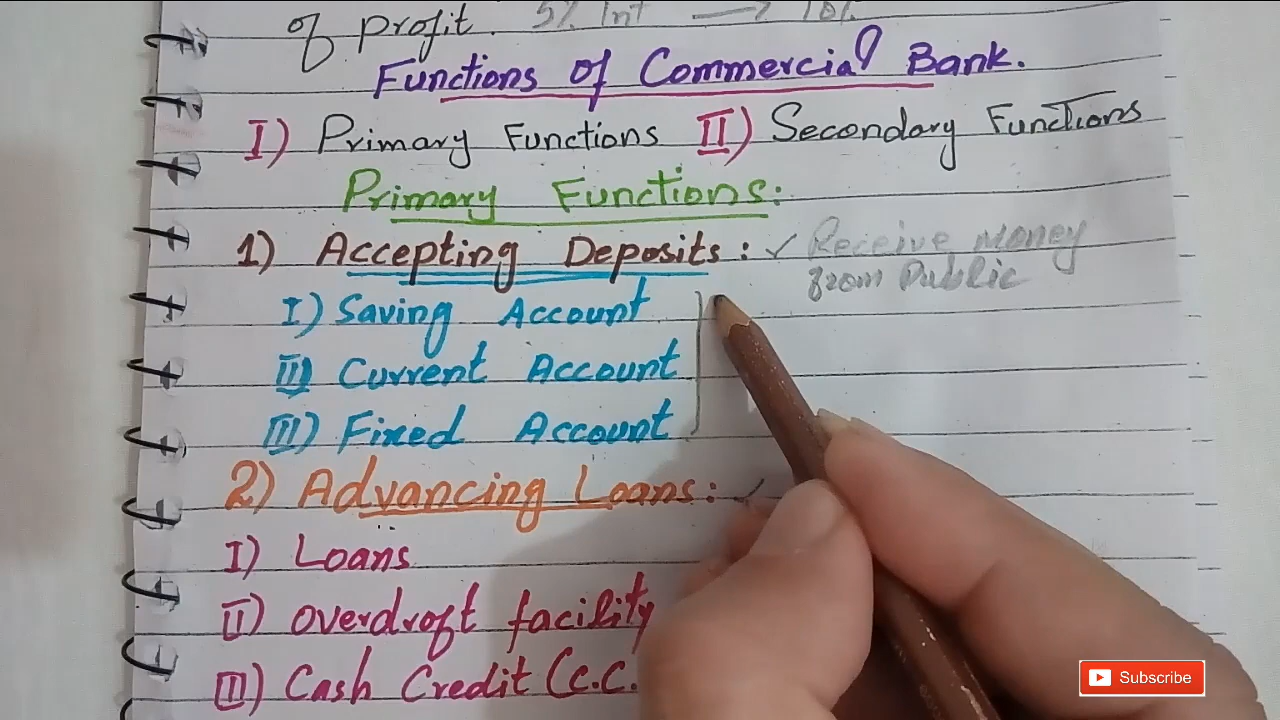 of profit. 5% Int → 10%
Functions of Commercial Bank.
I) Primary Functions II) Secondary Functions
Primary Functions:
1) Accepting Deposits: ✓ Receive Money
from Public
I) Saving Account
II) Current Account
III) Fixed Account
2) Advancing Loans: ✓
I) Loans
II) Overdroft facility
III) Cash Credit (C.C.
Subscribe